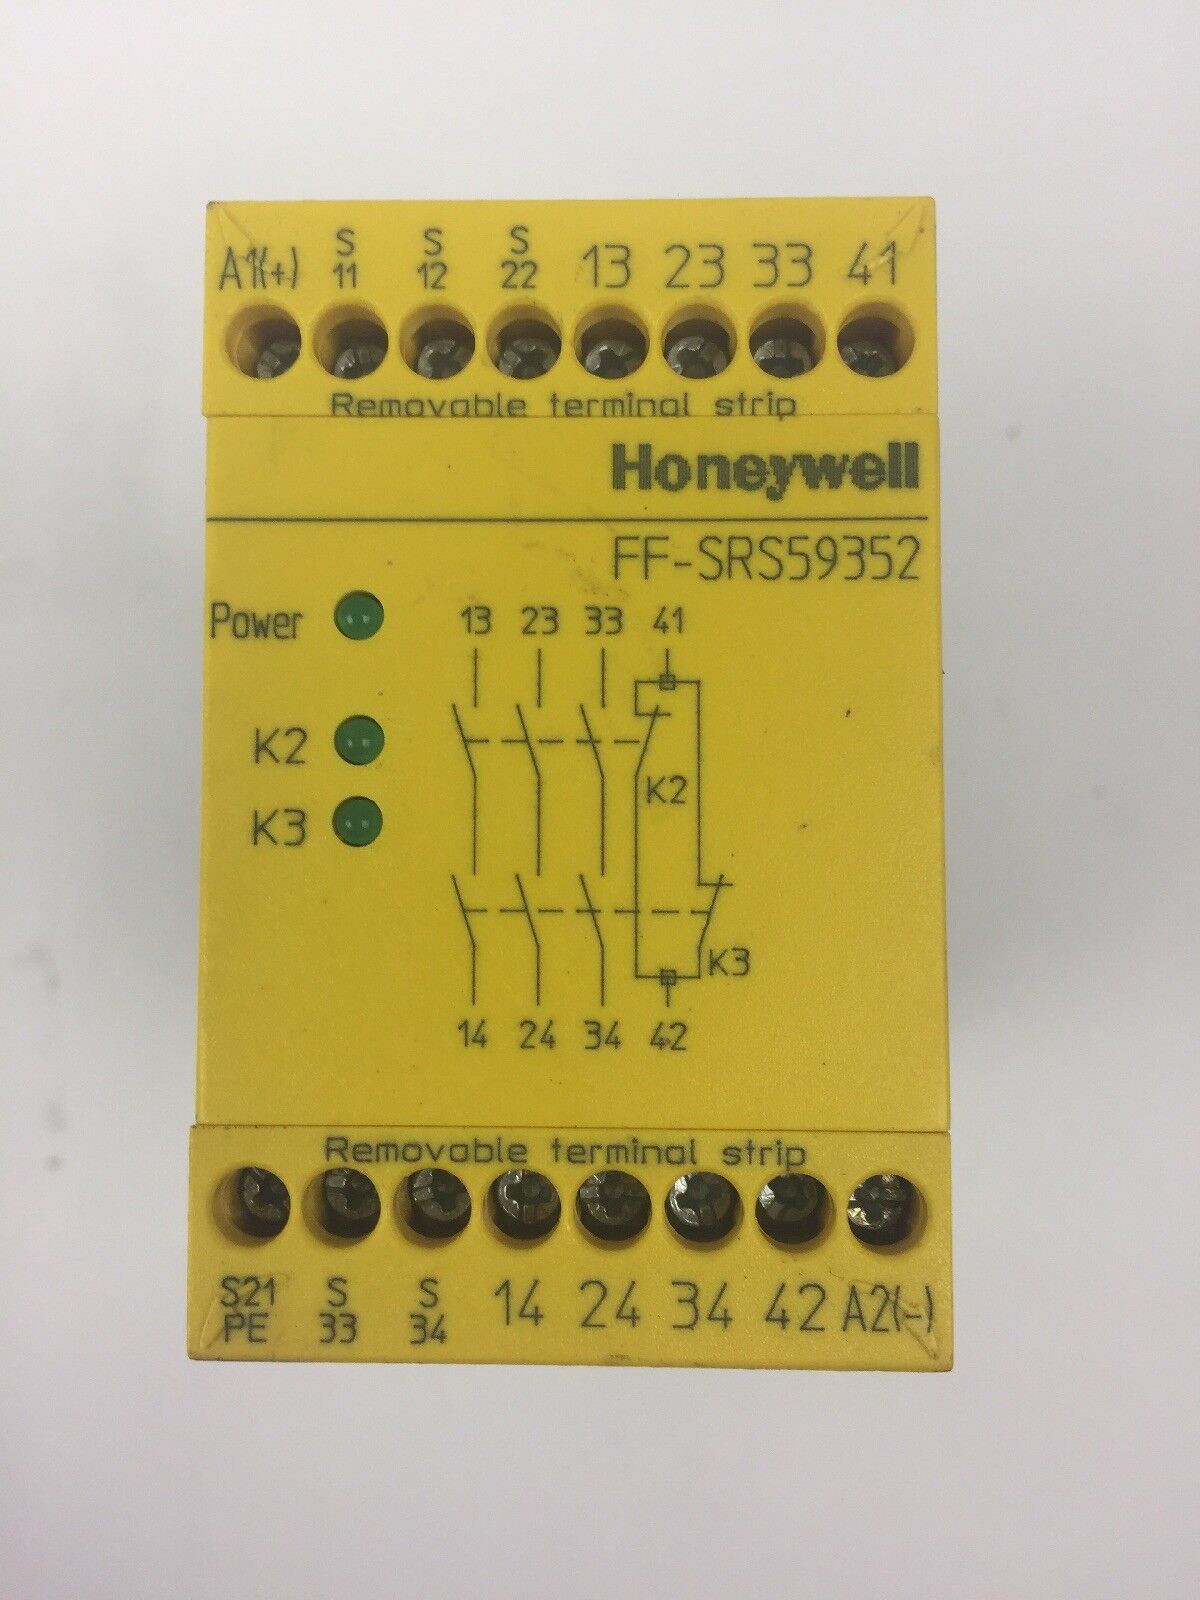 A1(+) S 11 S 12 S 22 13 23 33 41
Removable terminal strip
Honeywell
FF-SRS59352
Power
13 23 33 41
K2
K2
K3
K3
14 24 34 42
Removable terminal strip
S21 PE S 33 S 34 14 24 34 42 A2(-)